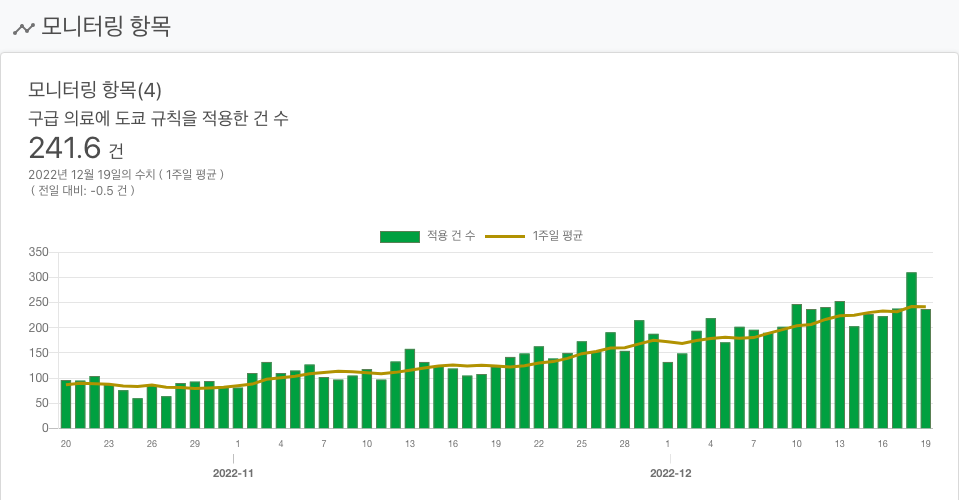 모니터링 항목
모니터링 항목(4)
구급 의료에 도쿄 규칙을 적용한 건 수
241.6 건
2022년 12월 19일의 수치 ( 1주일 평균 )
( 전일 대비: -0.5 건 )
적용 건 수 1주일 평균
350
300
250
200
150
100
50
0
20 23 26 29 1 4 7 10 13 16 19 22 25 28 1 4 7 10 13 16 19
2022-11 2022-12